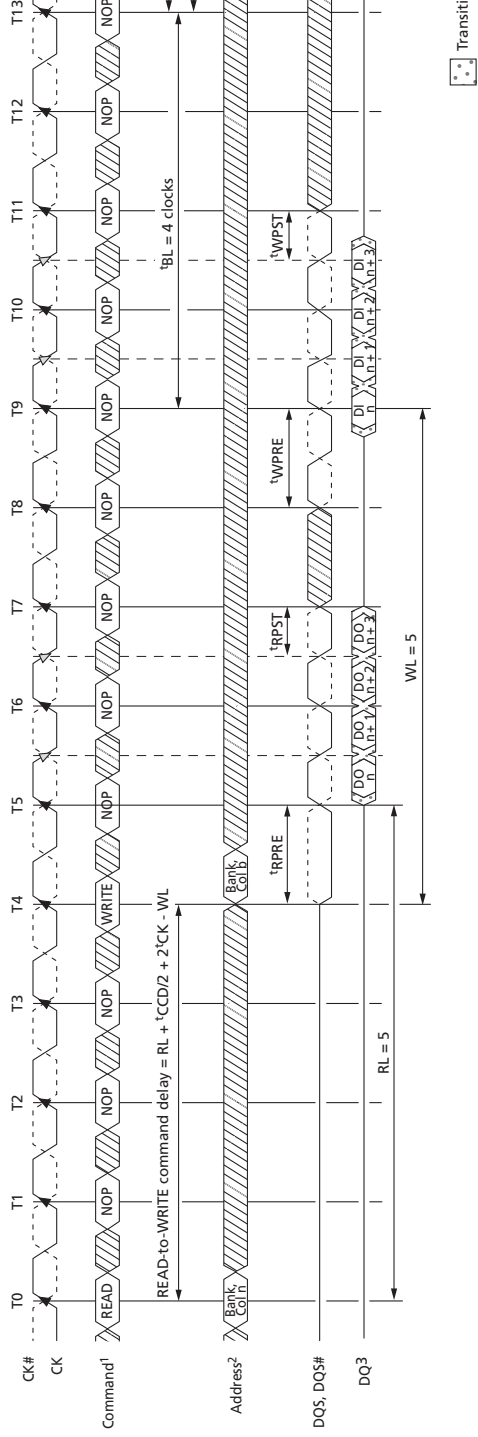 T0 T1 T2 T3 T4 T5 T6 T7 T8 T9 T10 T11 T12 T13
CK#
CK
Command¹ READ NOP NOP NOP WRITE NOP NOP NOP NOP NOP NOP NOP NOP NOP
READ-to-WRITE command delay = RL + ᵗCCD/2 + 2ᵗCK - WL
ᵗBL = 4 clocks
Address² Bank, Col n Bank, Col b
ᵗRPRE ᵗRPST ᵗWPRE ᵗWPST
DQS, DQS#
DQ³ DO n DO n + 1 DO n + 2 DO n + 3 DI n DI n + 1 DI n + 2 DI n + 3
WL = 5
RL = 5